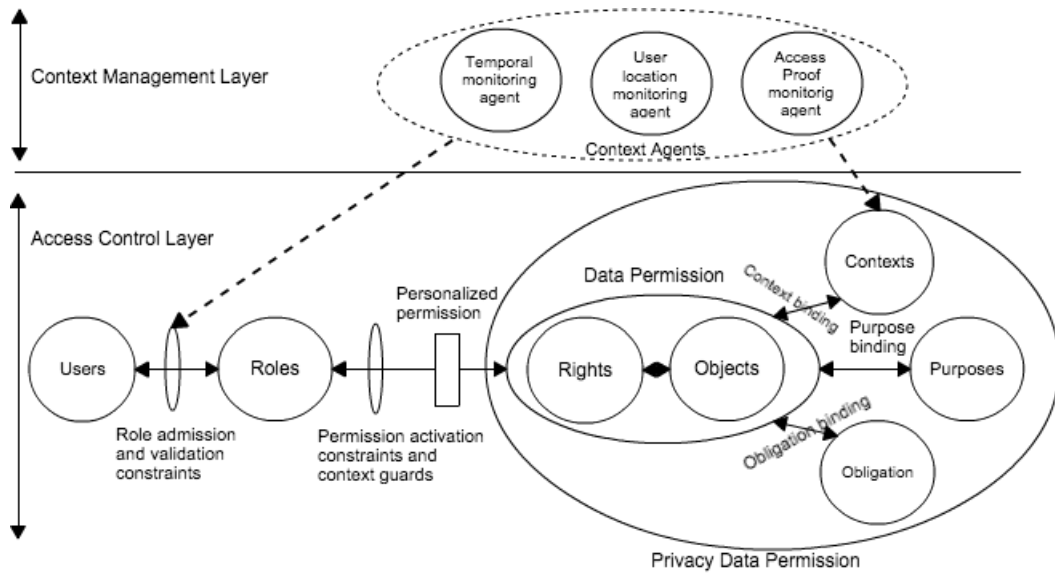 Context Management Layer
Temporal
monitoring
agent
User
location
monitoring
agent
Access
Proof
monitorig
agent
Context Agents
Access Control Layer
Users
Role admission
and validation
constraints
Roles
Permission activation
constraints and
context guards
Personalized
permission
Data Permission
Rights
Objects
Context binding
Contexts
Purpose
binding
Purposes
Obligation binding
Obligation
Privacy Data Permission